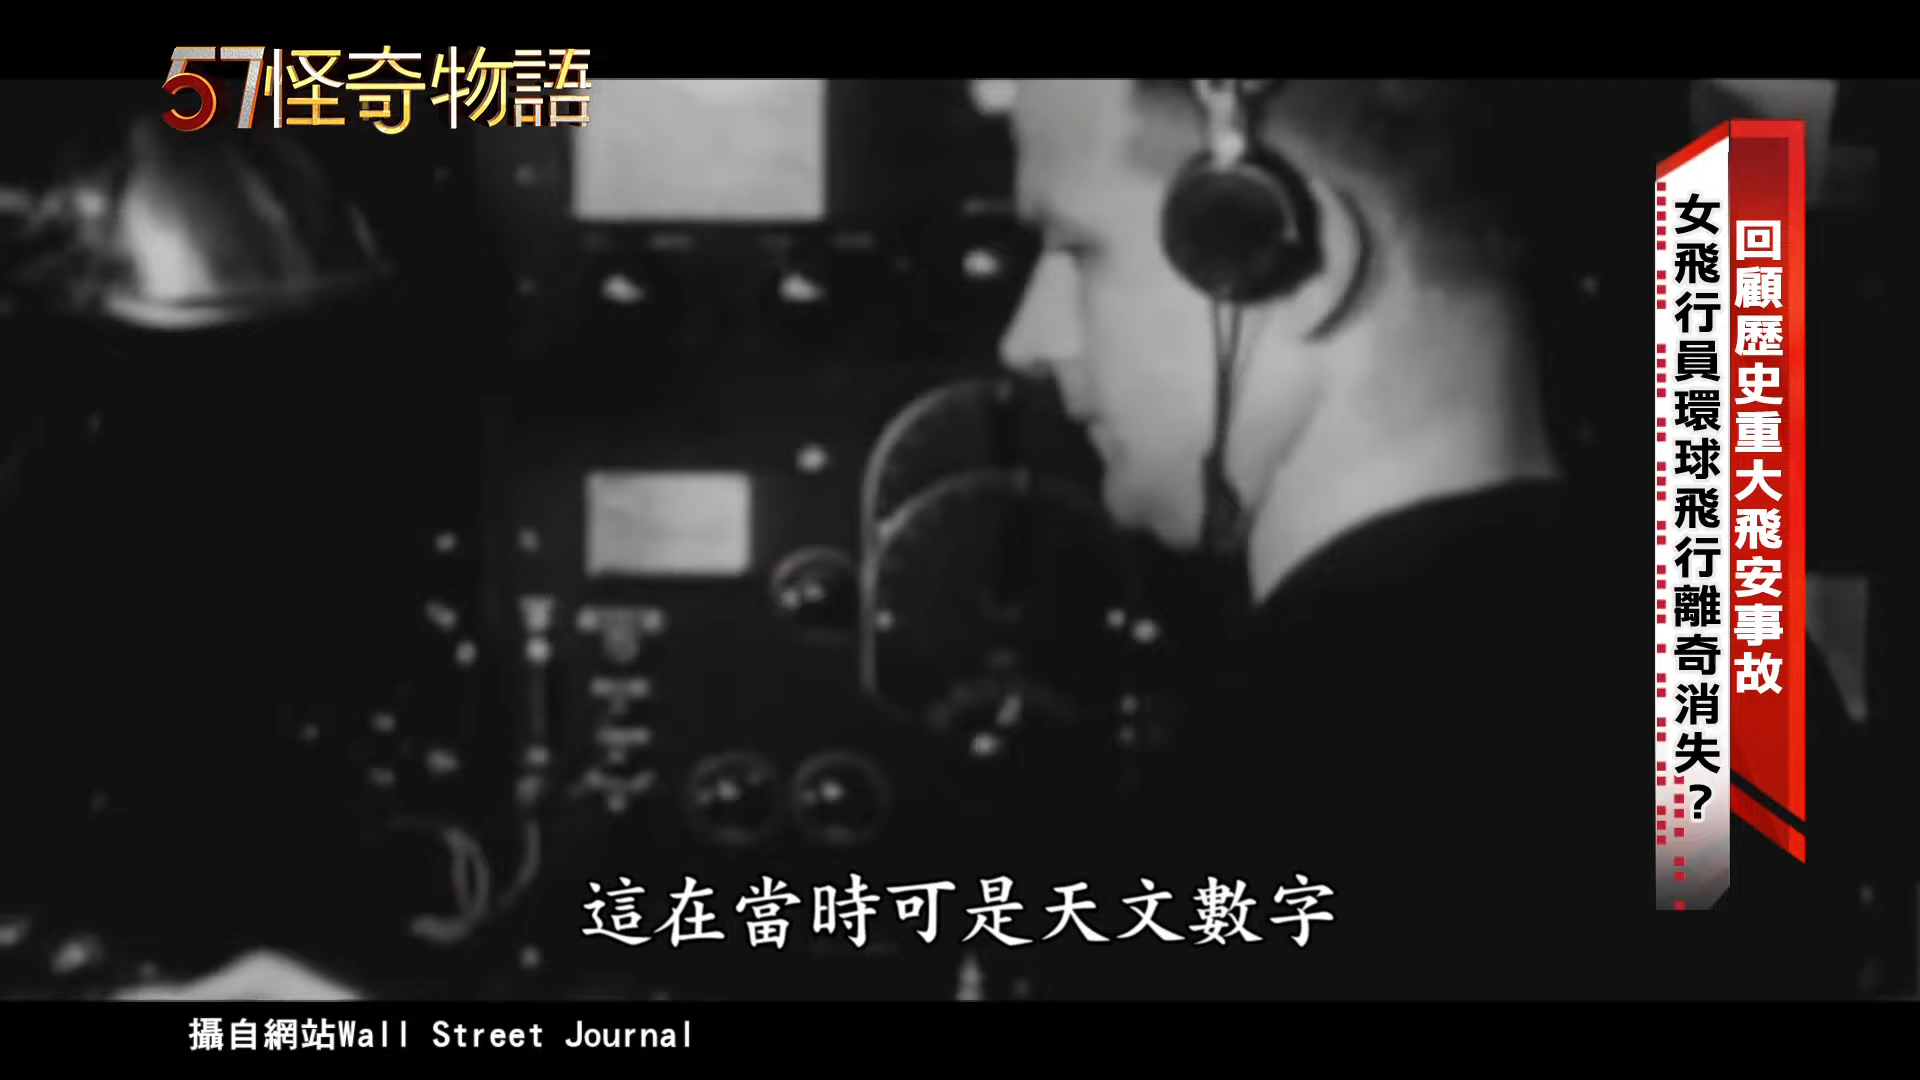 57怪奇物語
回顧歷史重大飛安事故
女飛行員環球飛行離奇消失?
這在當時可是天文數字
攝自網站Wall Street Journal